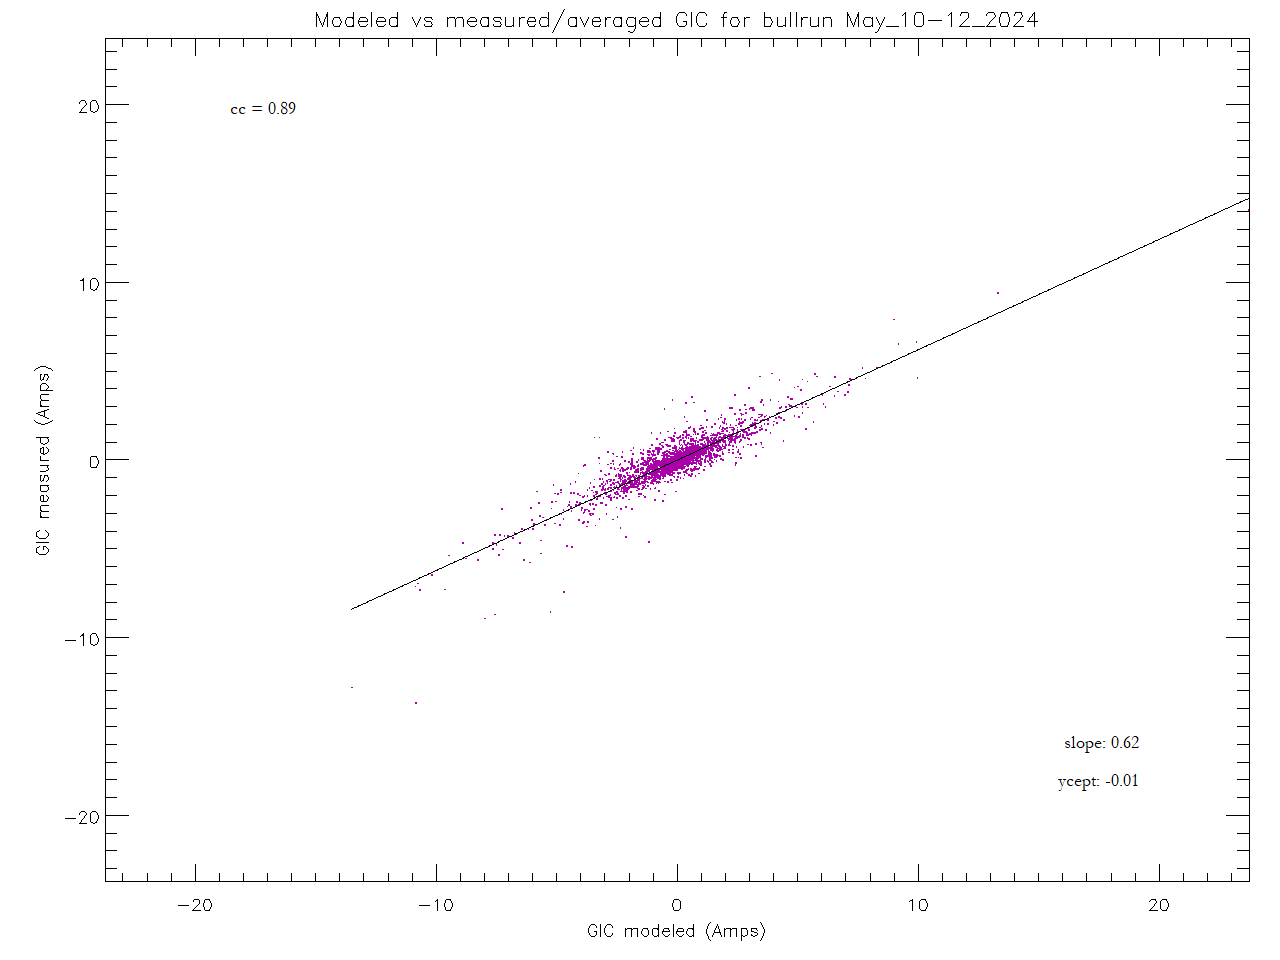 Modeled vs measured/averaged GIC for bullrun May_10-12_2024
cc = 0.89
20
10
0
-10
-20
GIC measured (Amps)
slope: 0.62
ycept: -0.01
-20 -10 0 10 20
GIC modeled (Amps)